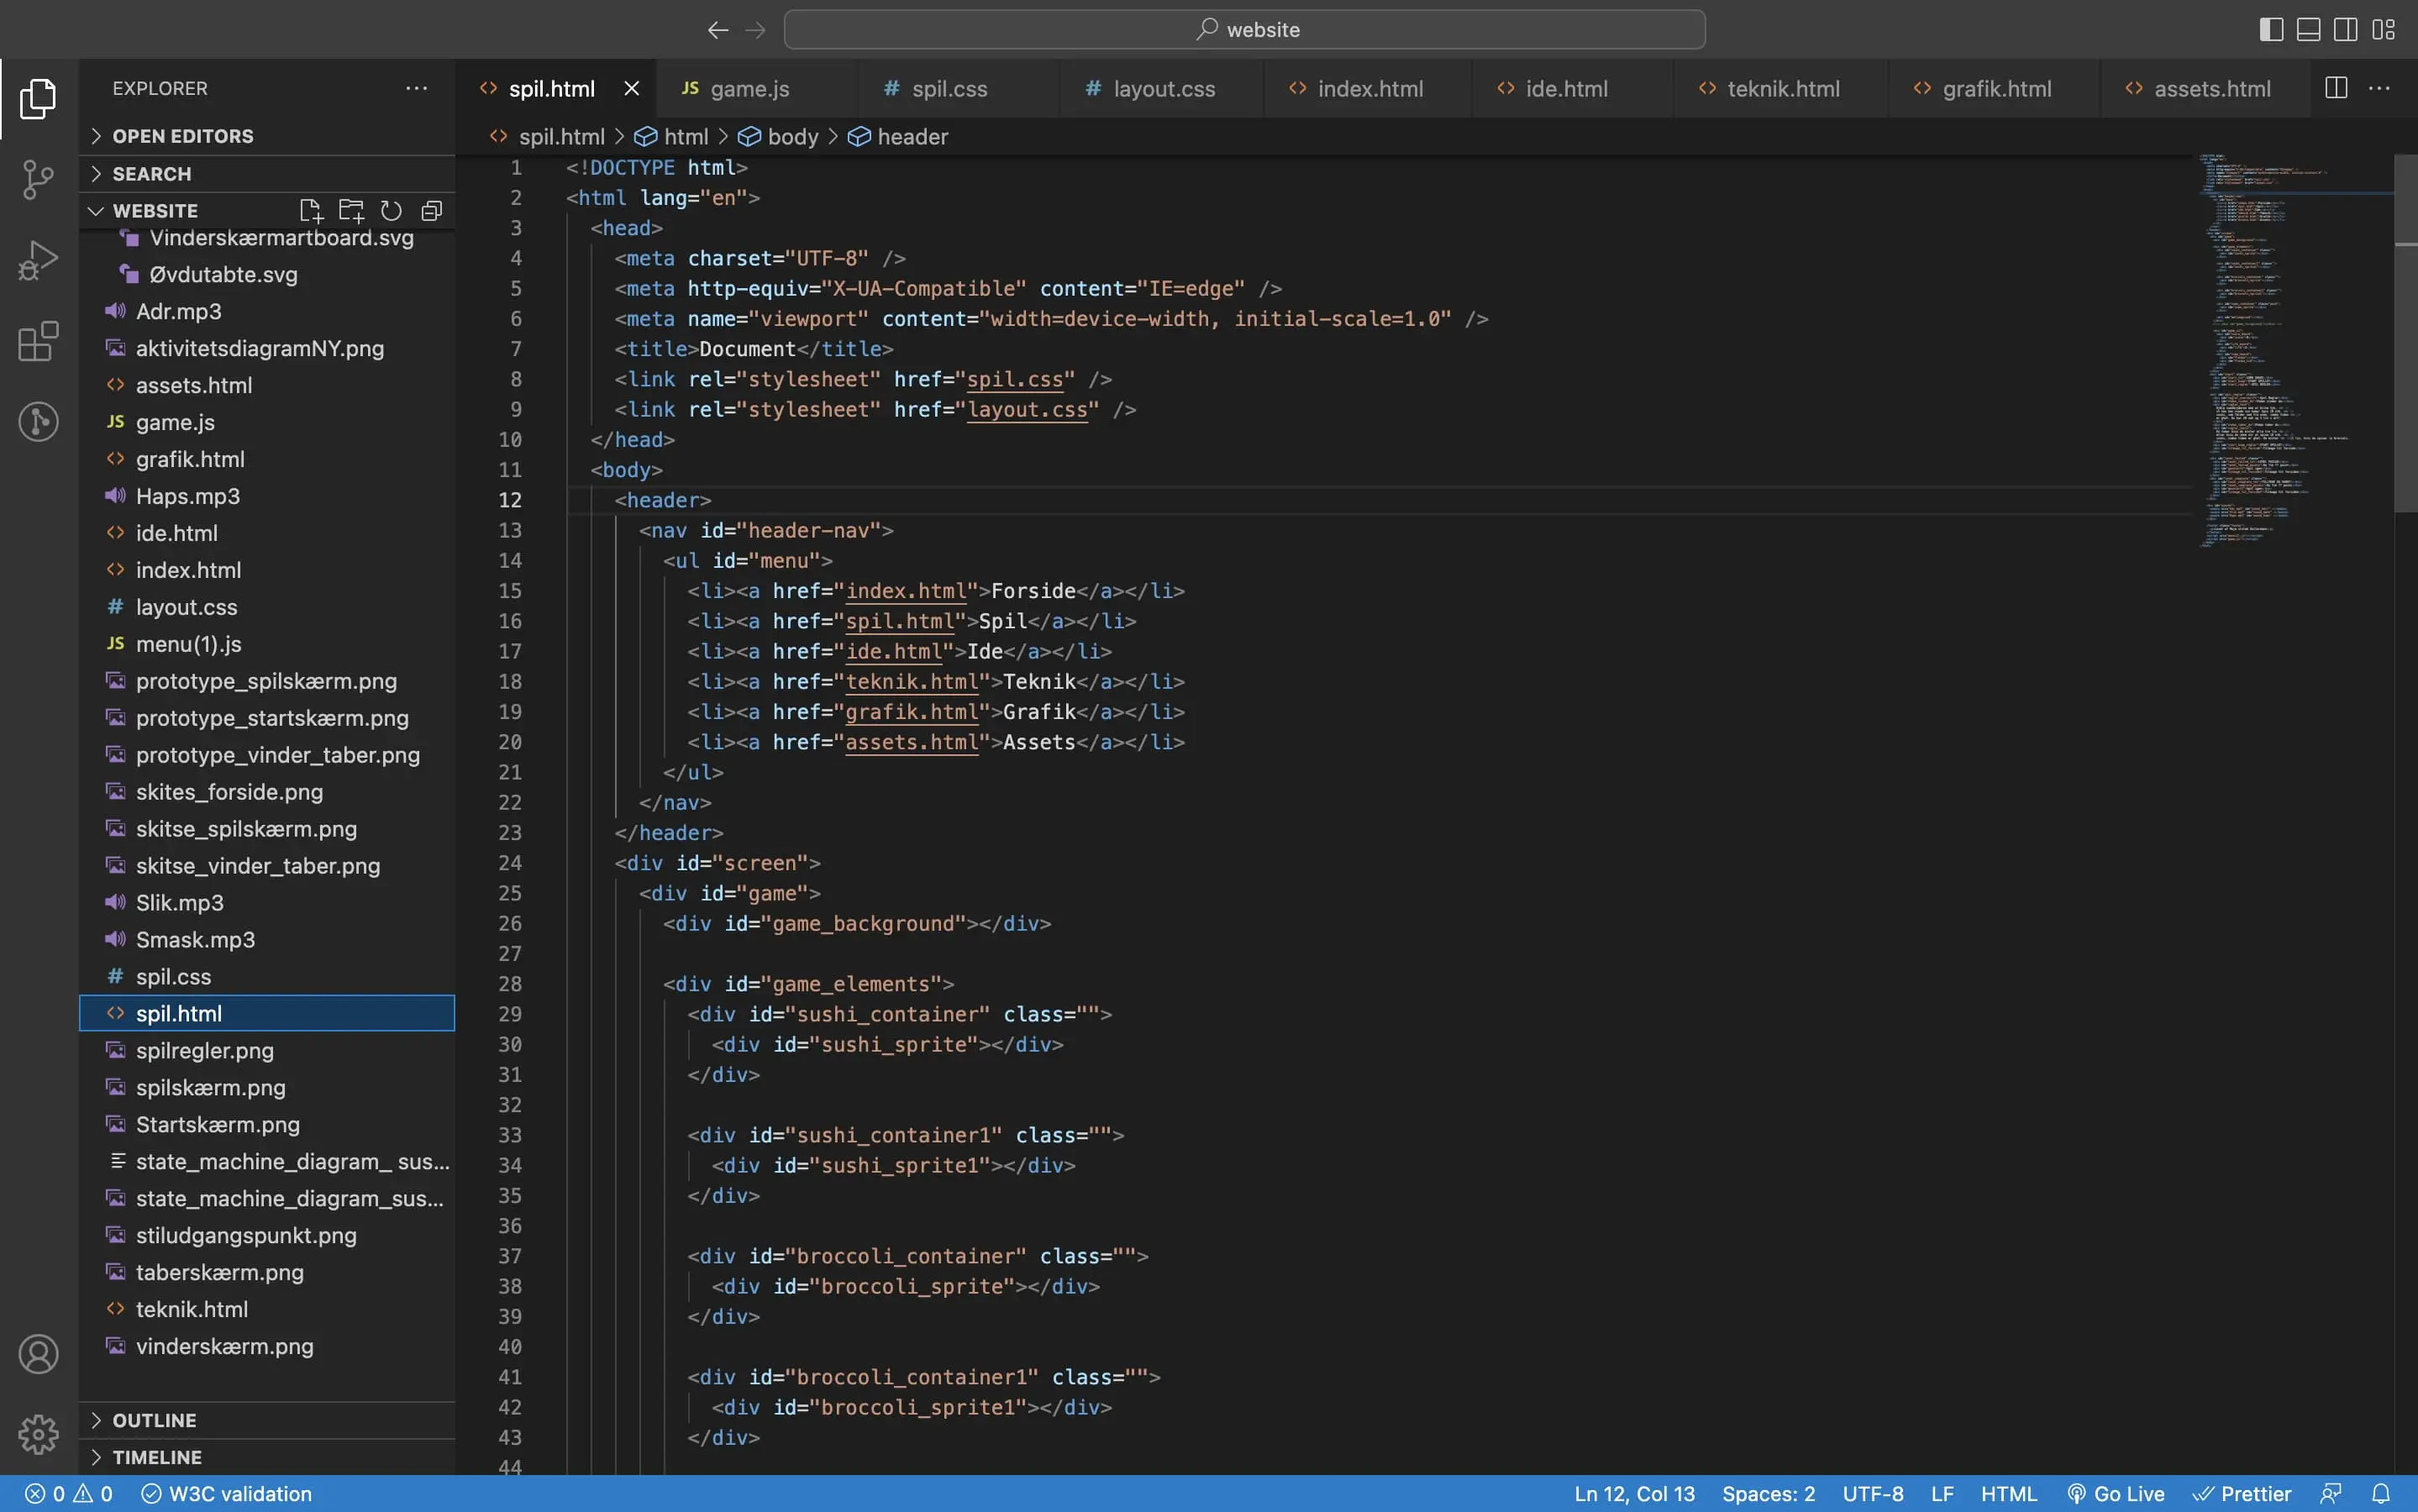 website
EXPLORER
OPEN EDITORS
SEARCH
WEBSITE
Vinderskærmartboard.svg
Øvdutabte.svg
Adr.mp3
aktivitetsdiagramNY.png
assets.html
JS game.js
grafik.html
Haps.mp3
ide.html
index.html
# layout.css
JS menu(1).js
prototype_spilskærm.png
prototype_startskærm.png
prototype_vinder_taber.png
skites_forside.png
skitse_spilskærm.png
skitse_vinder_taber.png
Slik.mp3
Smask.mp3
# spil.css
spil.html
spilregler.png
spilskærm.png
Startskærm.png
state_machine_diagram_ sus...
state_machine_diagram_sus...
stiludgangspunkt.png
taberskærm.png
teknik.html
vinderskærm.png
OUTLINE
TIMELINE
spil.html JS game.js # spil.css # layout.css index.html ide.html teknik.html grafik.html assets.html
spil.html > html > body > header
1 <!DOCTYPE html>
2 <html lang="en">
3 <head>
4 <meta charset="UTF-8" />
5 <meta http-equiv="X-UA-Compatible" content="IE=edge" />
6 <meta name="viewport" content="width=device-width, initial-scale=1.0" />
7 <title>Document</title>
8 <link rel="stylesheet" href="spil.css" />
9 <link rel="stylesheet" href="layout.css" />
10 </head>
11 <body>
12 <header>
13 <nav id="header-nav">
14 <ul id="menu">
15 <li><a href="index.html">Forside</a></li>
16 <li><a href="spil.html">Spil</a></li>
17 <li><a href="ide.html">Ide</a></li>
18 <li><a href="teknik.html">Teknik</a></li>
19 <li><a href="grafik.html">Grafik</a></li>
20 <li><a href="assets.html">Assets</a></li>
21 </ul>
22 </nav>
23 </header>
24 <div id="screen">
25 <div id="game">
26 <div id="game_background"></div>
27
28 <div id="game_elements">
29 <div id="sushi_container" class="">
30 <div id="sushi_sprite"></div>
31 </div>
32
33 <div id="sushi_container1" class="">
34 <div id="sushi_sprite1"></div>
35 </div>
36
37 <div id="broccoli_container" class="">
38 <div id="broccoli_sprite"></div>
39 </div>
40
41 <div id="broccoli_container1" class="">
42 <div id="broccoli_sprite1"></div>
43 </div>
44
0 0 W3C validation Ln 12, Col 13 Spaces: 2 UTF-8 LF HTML Go Live Prettier